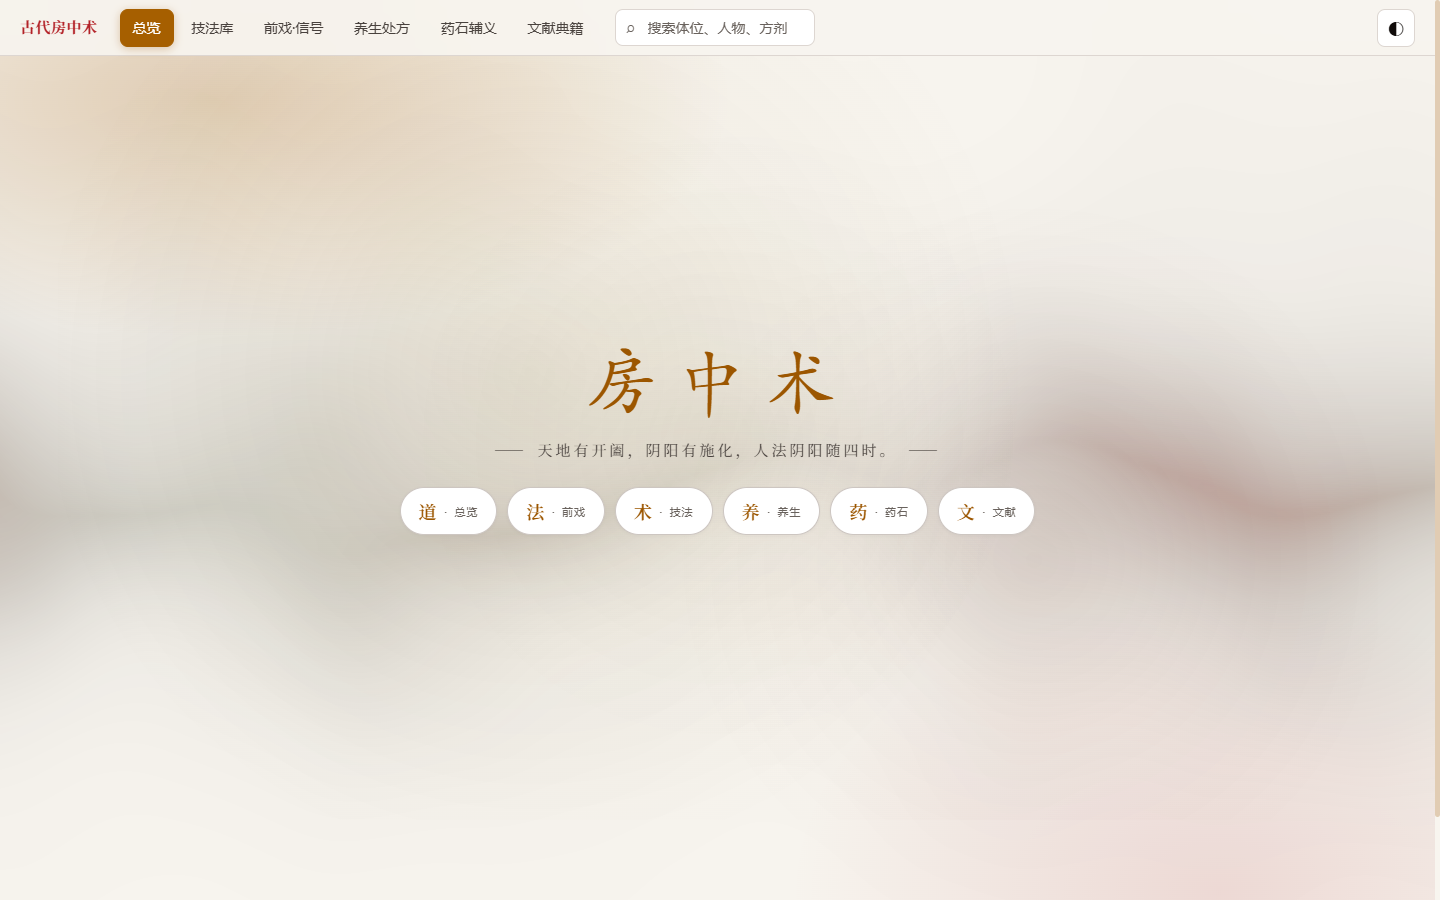 古代房中术 总览 技法库 前戏·信号 养生处方 药石辅义 文献典籍 搜索体位、人物、方剂
房中术
天地有开阖，阴阳有施化，人法阴阳随四时。
道 · 总览 法 · 前戏 术 · 技法 养 · 养生 药 · 药石 文 · 文献